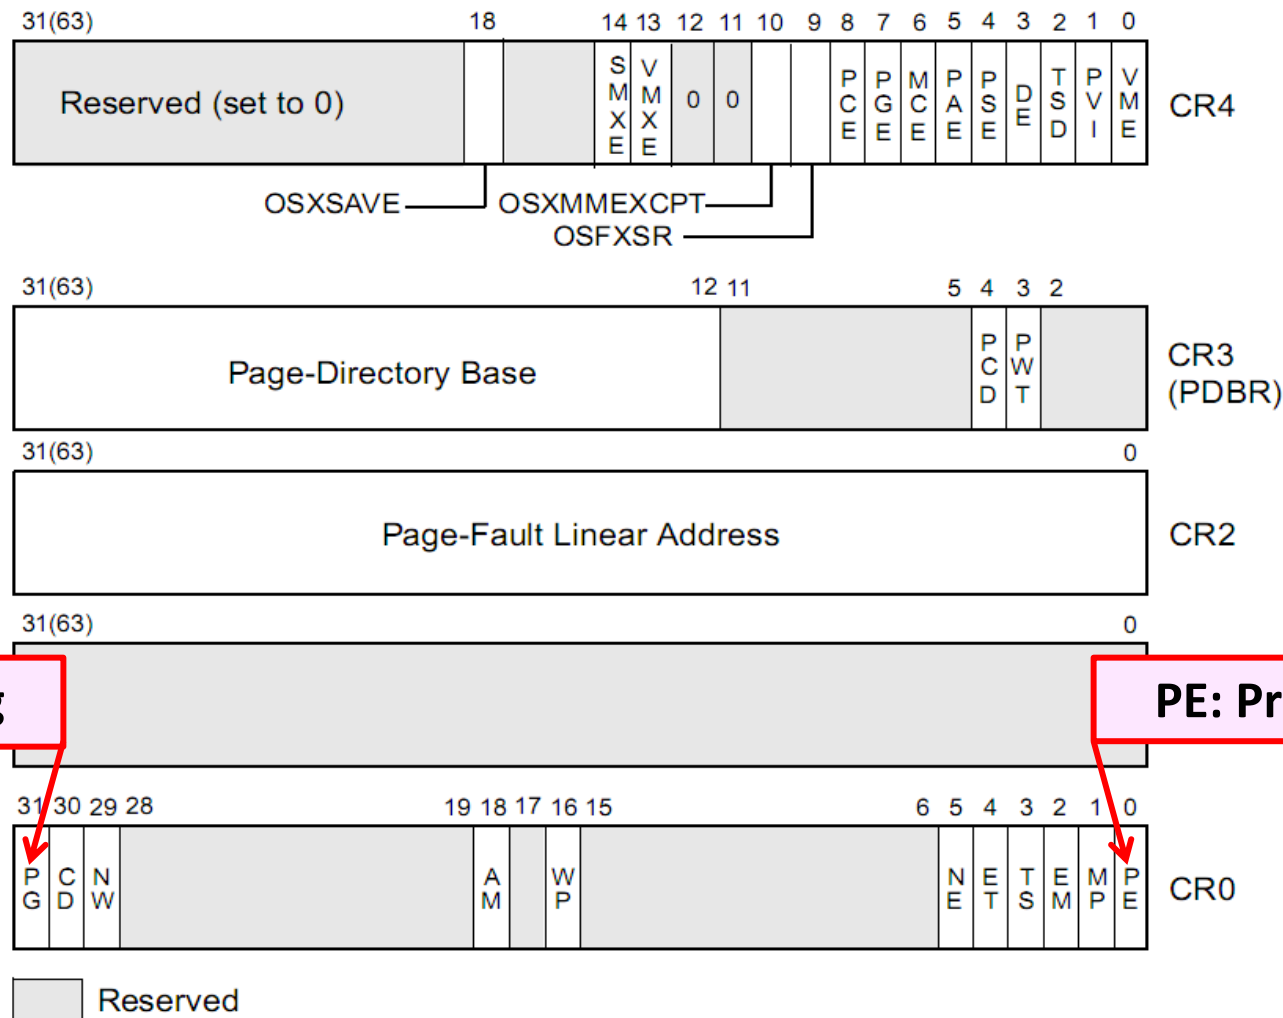 31(63) 18 14 13 12 11 10 9 8 7 6 5 4 3 2 1 0
Reserved (set to 0) SMXE VMXE 0 0 PCE PGE MCE PAE PSE DE TSD PVI VME CR4
OSXSAVE OSXMMEXCPT
OSFXSR
31(63) 12 11 5 4 3 2
Page-Directory Base PCD PWT CR3
(PDBR)
31(63) 0
Page-Fault Linear Address CR2
31(63) 0
g PE: Pr
31 30 29 28 19 18 17 16 15 6 5 4 3 2 1 0
PG CD NW AM WP NE ET TS EM MP PE CR0
Reserved